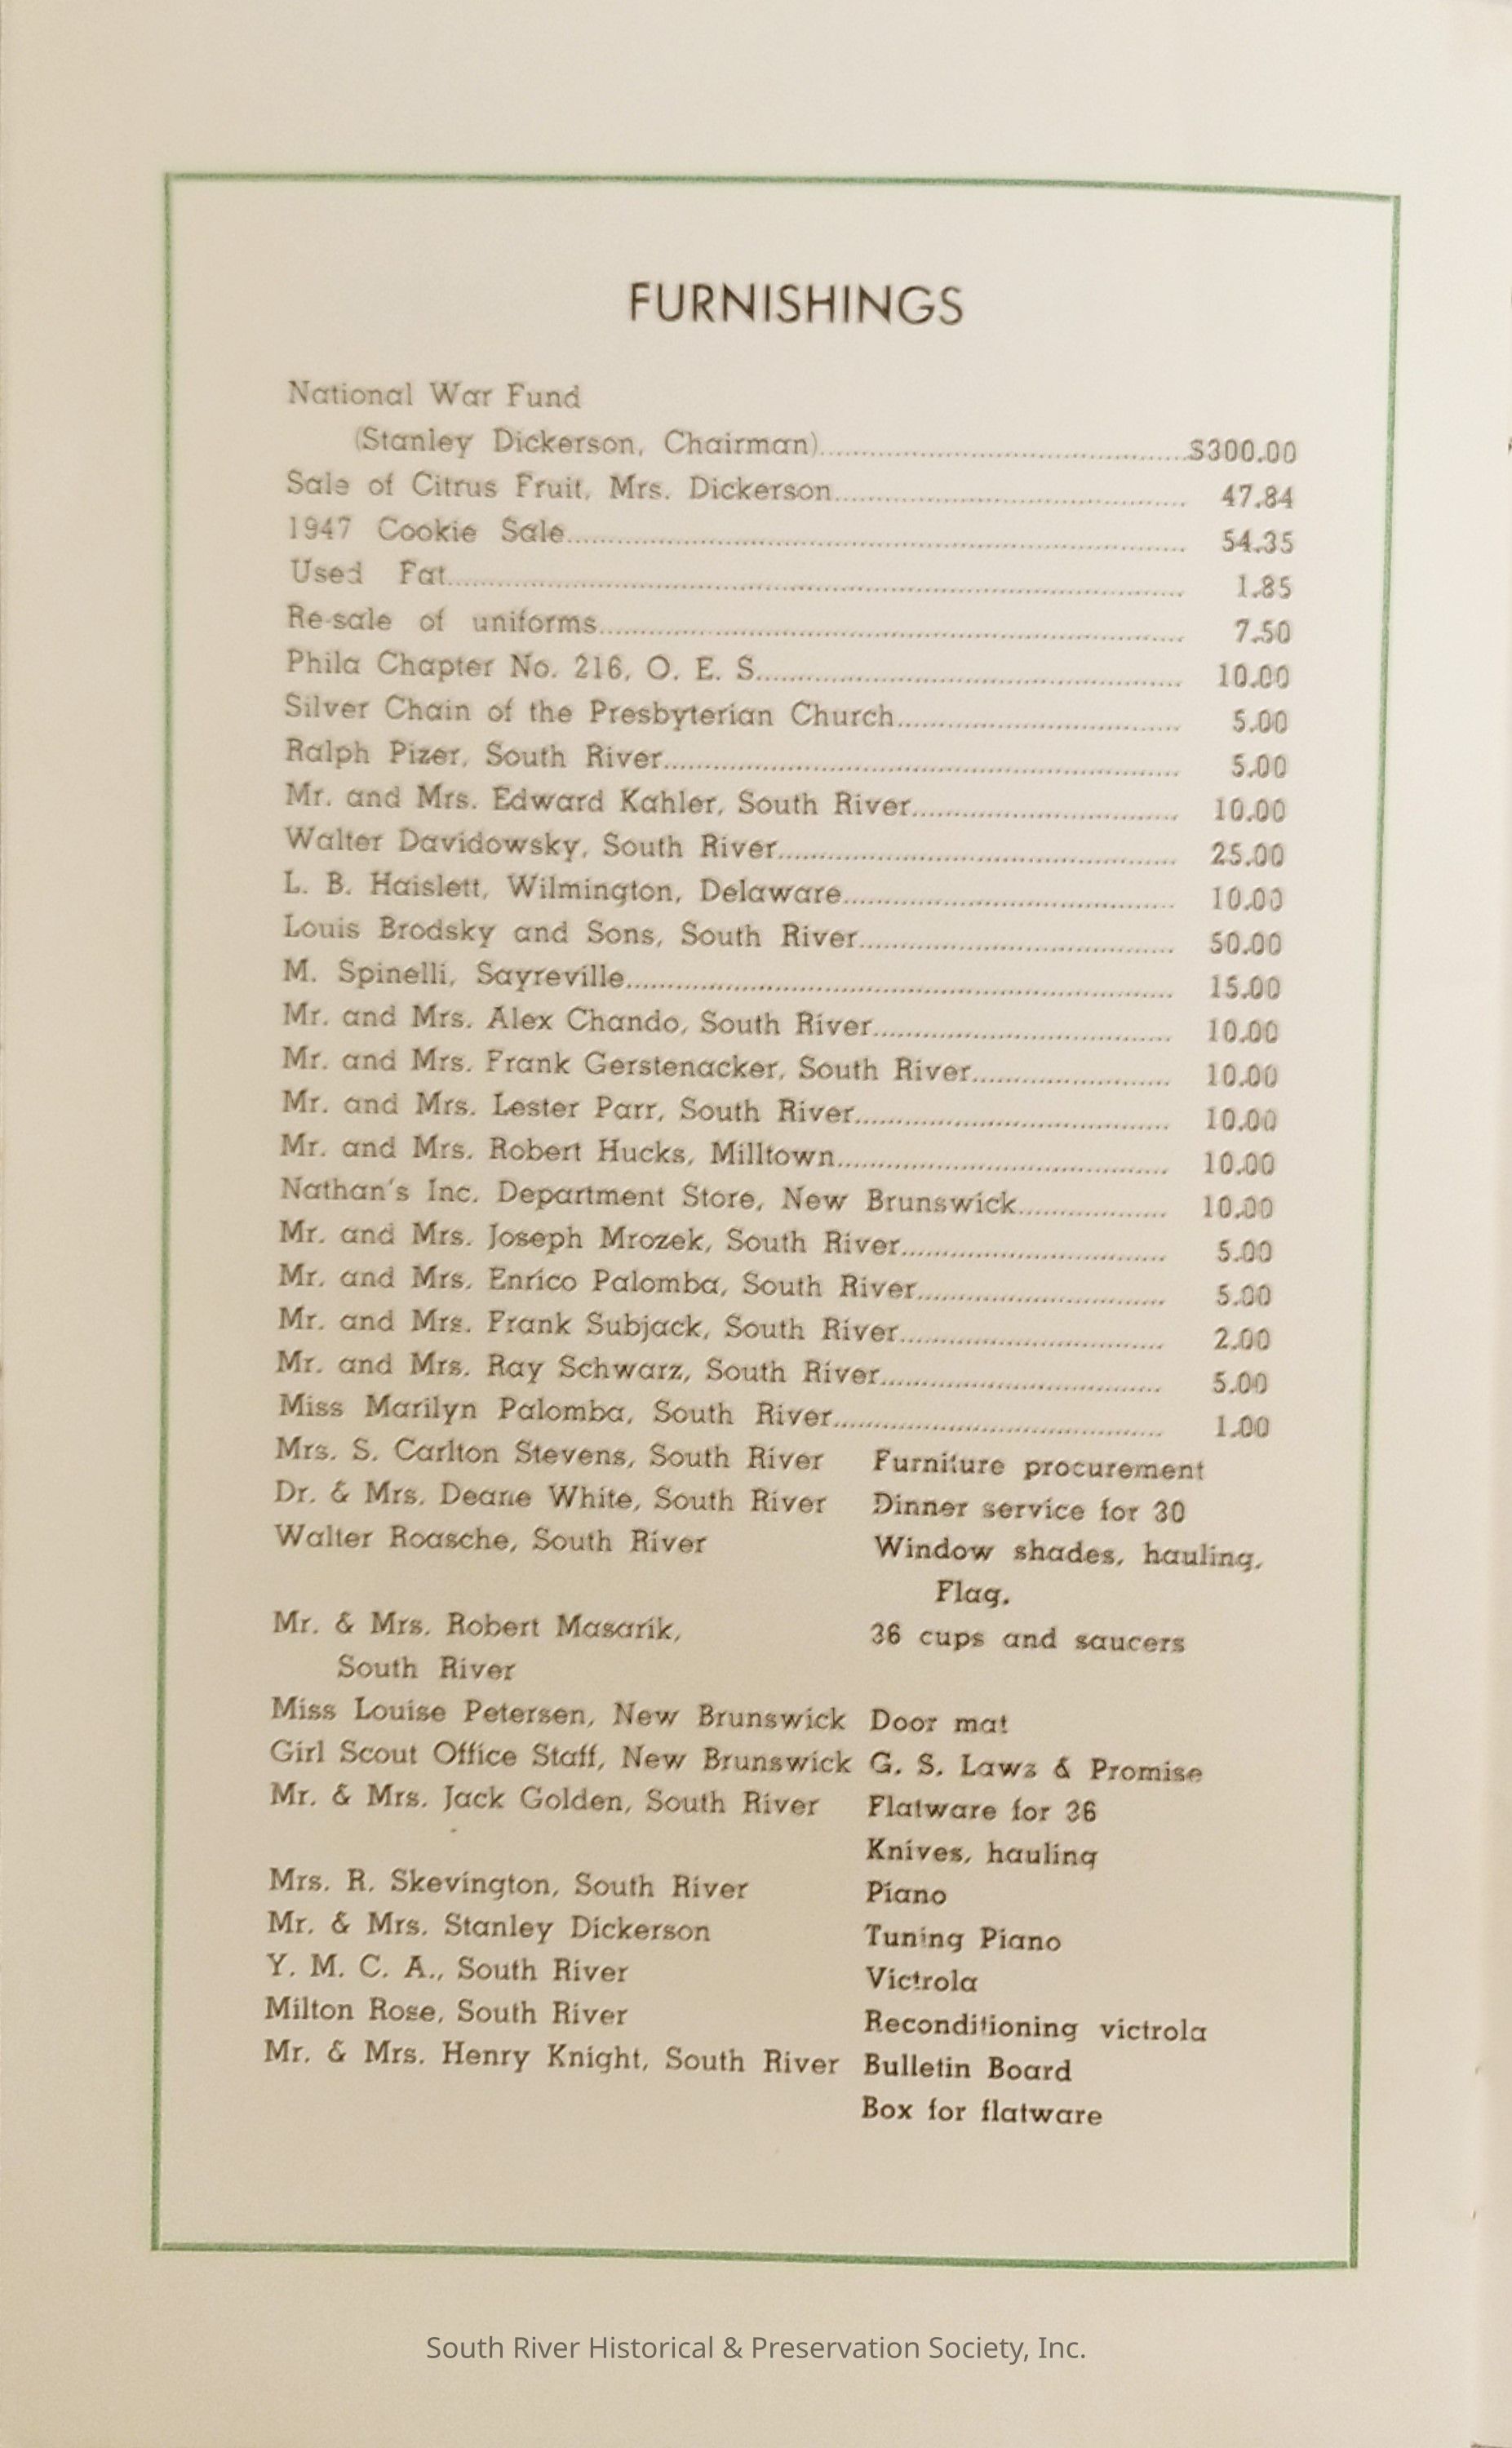 FURNISHINGS
National War Fund
(Stanley Dickerson, Chairman)..............................$300.00
Sale of Citrus Fruit, Mrs. Dickerson.............................. 47.84
1947 Cookie Sale.............................. 54.35
Used Fat.............................. 1.85
Re-sale of uniforms.............................. 7.50
Phila Chapter No. 216, O. E. S.............................. 10.00
Silver Chain of the Presbyterian Church.............................. 5.00
Ralph Pizer, South River.............................. 5.00
Mr. and Mrs. Edward Kahler, South River.............................. 10.00
Walter Davidowsky, South River.............................. 25.00
L. B. Haislett, Wilmington, Delaware.............................. 10.00
Louis Brodsky and Sons, South River.............................. 50.00
M. Spinelli, Sayreville.............................. 15.00
Mr. and Mrs. Alex Chando, South River.............................. 10.00
Mr. and Mrs. Frank Gerstenacker, South River.............................. 10.00
Mr. and Mrs. Lester Parr, South River.............................. 10.00
Mr. and Mrs. Robert Hucks, Milltown.............................. 10.00
Nathan's Inc. Department Store, New Brunswick.............................. 10.00
Mr. and Mrs. Joseph Mrozek, South River.............................. 5.00
Mr. and Mrs. Enrico Palomba, South River.............................. 5.00
Mr. and Mrs. Frank Subjack, South River.............................. 2.00
Mr. and Mrs. Ray Schwarz, South River.............................. 5.00
Miss Marilyn Palomba, South River.............................. 1.00
Mrs. S. Carlton Stevens, South River Furniture procurement
Dr. & Mrs. Deane White, South River Dinner service for 30
Walter Roasche, South River Window shades, hauling,
Flag.
Mr. & Mrs. Robert Masarik, 36 cups and saucers
South River
Miss Louise Petersen, New Brunswick Door mat
Girl Scout Office Staff, New Brunswick G. S. Laws & Promise
Mr. & Mrs. Jack Golden, South River Flatware for 36
Knives, hauling
Mrs. R. Skevington, South River Piano
Mr. & Mrs. Stanley Dickerson Tuning Piano
Y. M. C. A., South River Victrola
Milton Rose, South River Reconditioning victrola
Mr. & Mrs. Henry Knight, South River Bulletin Board
Box for flatware
South River Historical & Preservation Society, Inc.